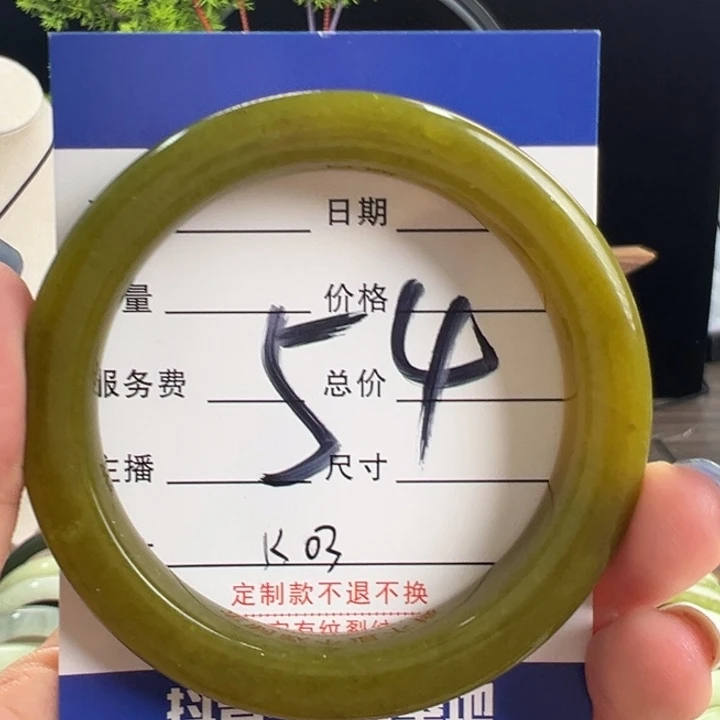 日期
量 价格
服务费 总价
主播 尺寸
54
K03
定制款不退不换